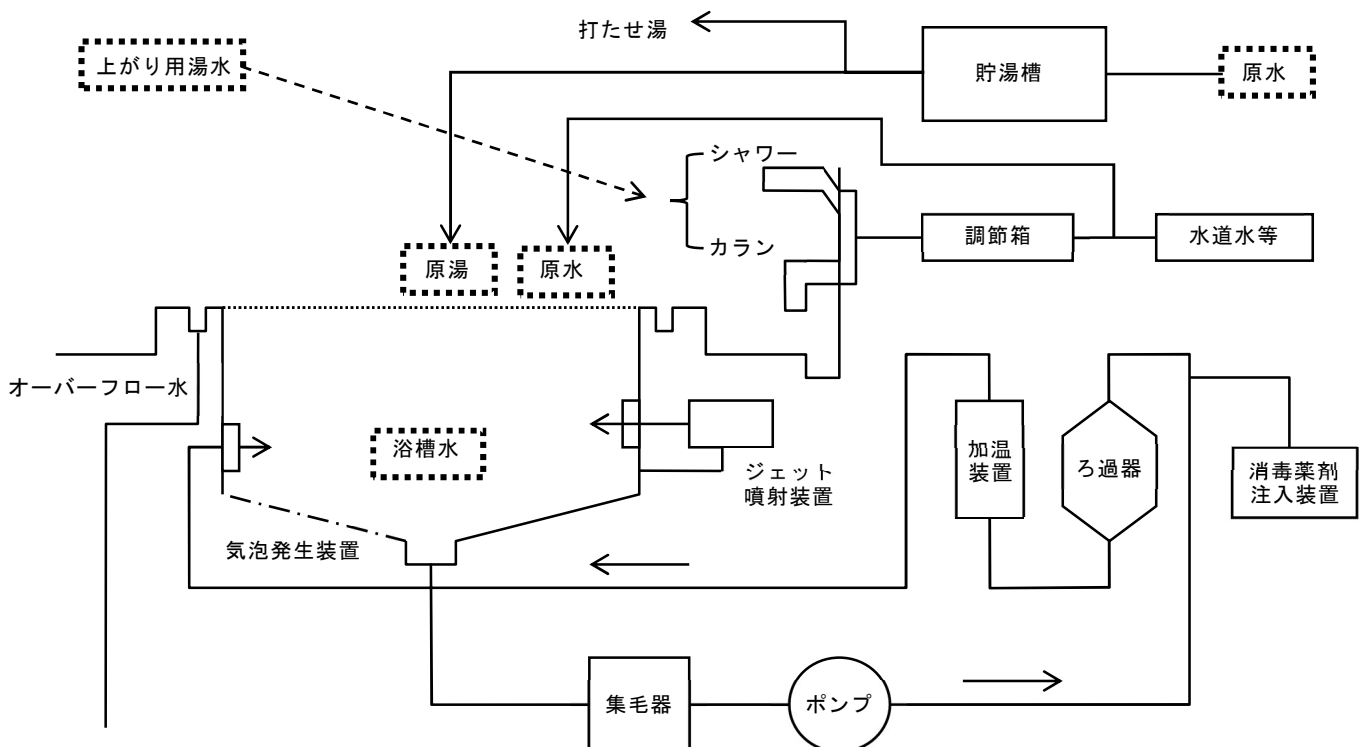 打たせ湯
上がり用湯水
貯湯槽
原水
シャワー
カラン
調節箱
水道水等
原湯
原水
オーバーフロー水
浴槽水
ジェット
噴射装置
加温
装置
ろ過器
消毒薬剤
注入装置
気泡発生装置
集毛器
ポンプ